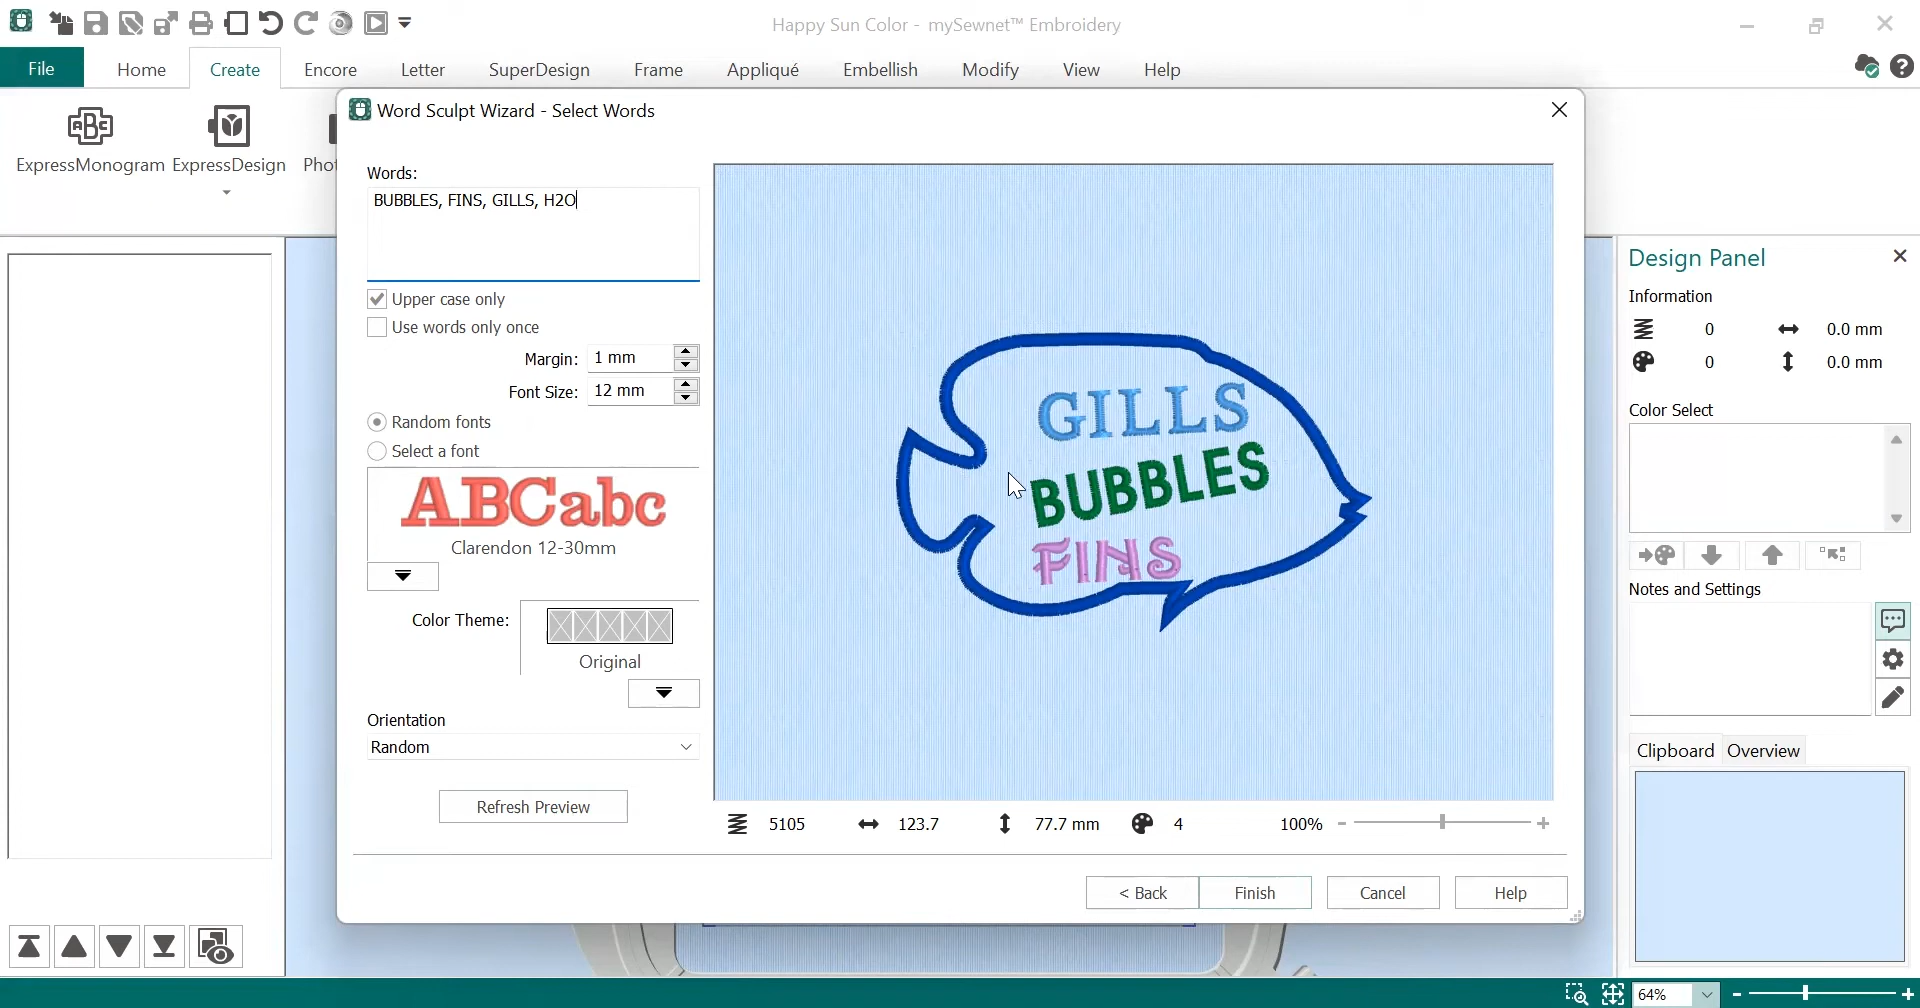 Happy Sun Color - mySewnet™ Embroidery
File Home Create Encore Letter SuperDesign Frame Appliqué Embellish Modify View Help
ABC
ExpressMonogram ExpressDesign
Word Sculpt Wizard - Select Words
Words:
BUBBLES, FINS, GILLS, H2O
Upper case only
Use words only once
Margin: 1 mm
Font Size: 12 mm
Random fonts
Select a font
ABCabc
Clarendon 12-30mm
Color Theme:
Original
Orientation
Random
Refresh Preview
GILLS
BUBBLES
FINS
5105 123.7 77.7 mm 4 100% - +
< Back Finish Cancel Help
Design Panel
Information
0 0.0 mm
0 0.0 mm
Color Select
Notes and Settings
Clipboard Overview
64% - +